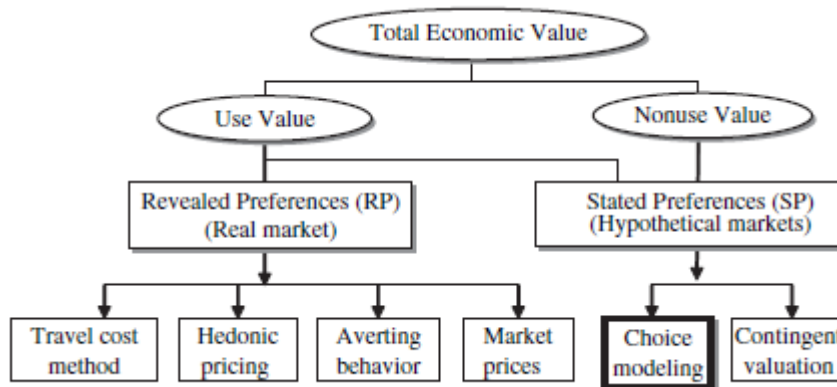 Total Economic Value
Use Value
Nonuse Value
Revealed Preferences (RP)
(Real market)
Stated Preferences (SP)
(Hypothetical markets)
Travel cost
method
Hedonic
pricing
Averting
behavior
Market
prices
Choice
modeling
Contingent
valuation